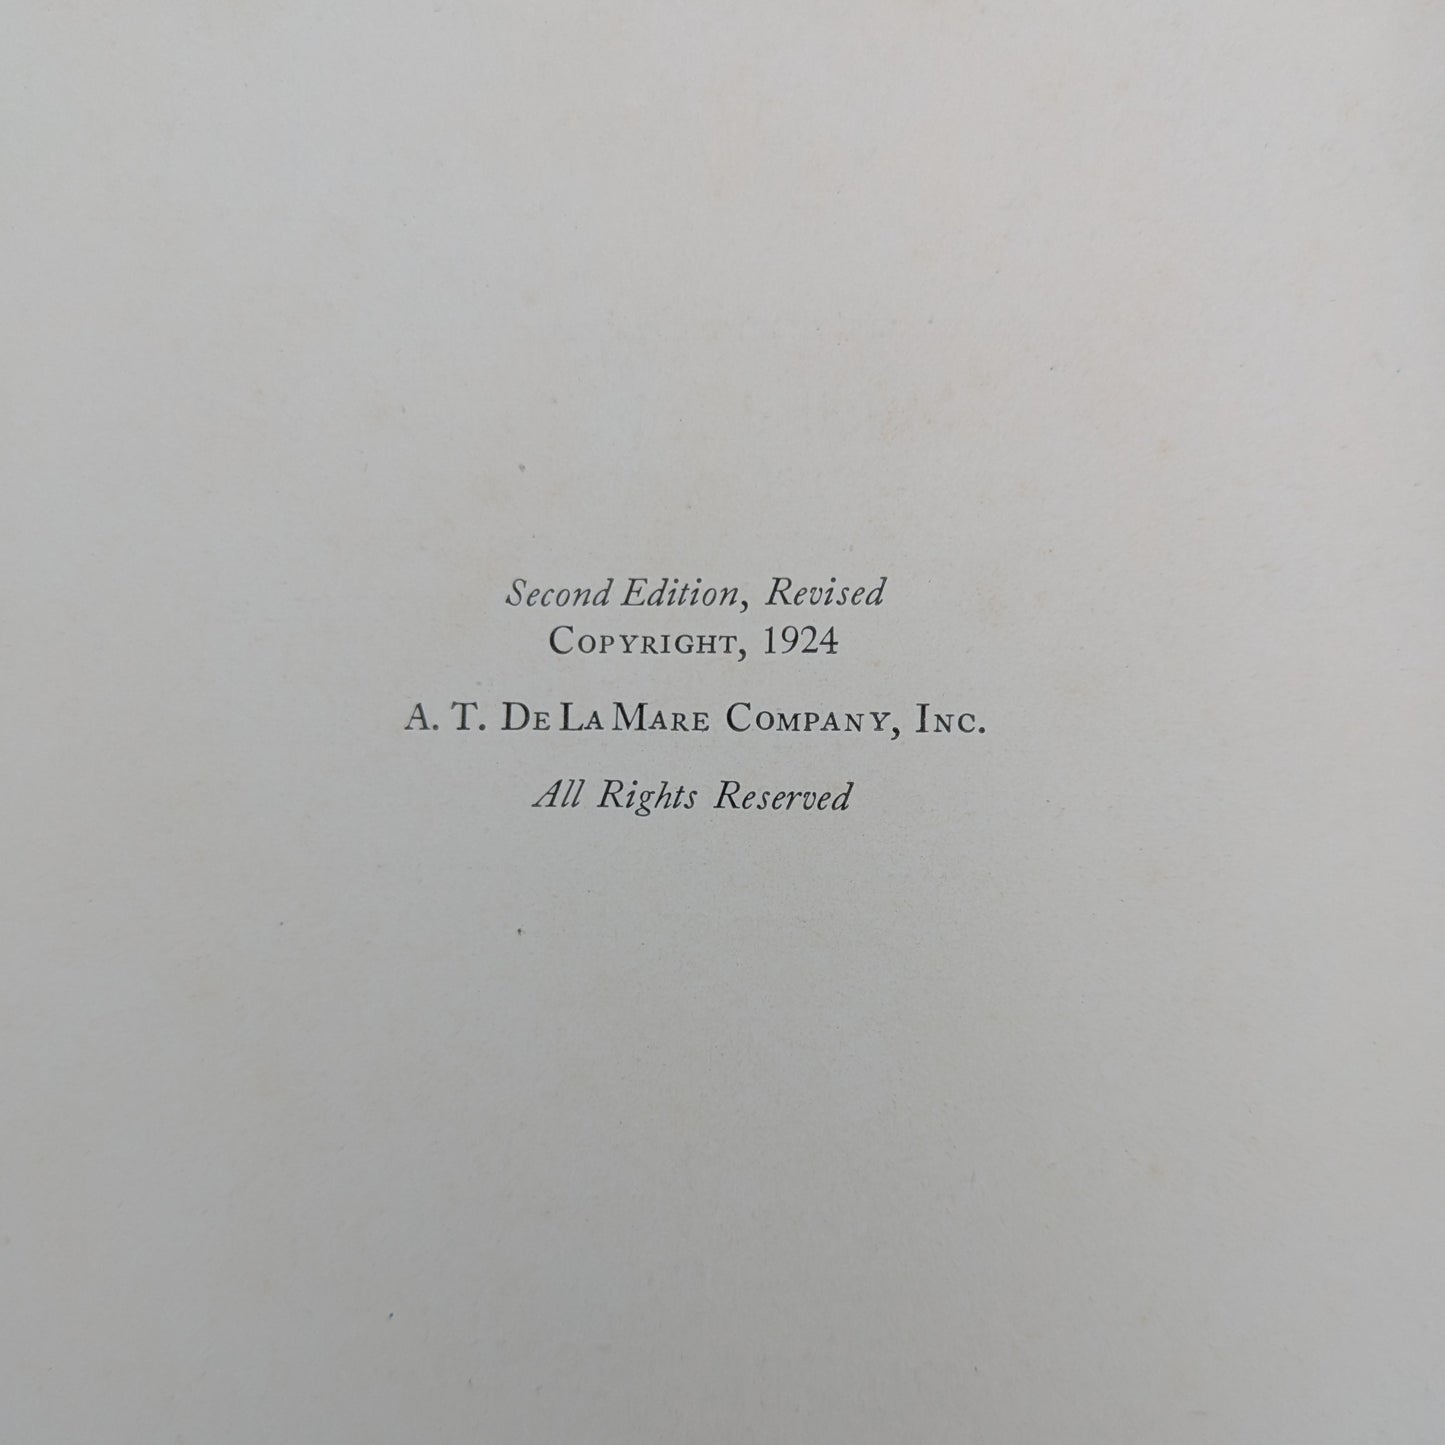 Second Edition, Revised
COPYRIGHT, 1924
A. T. DE LA MARE COMPANY, INC.
All Rights Reserved